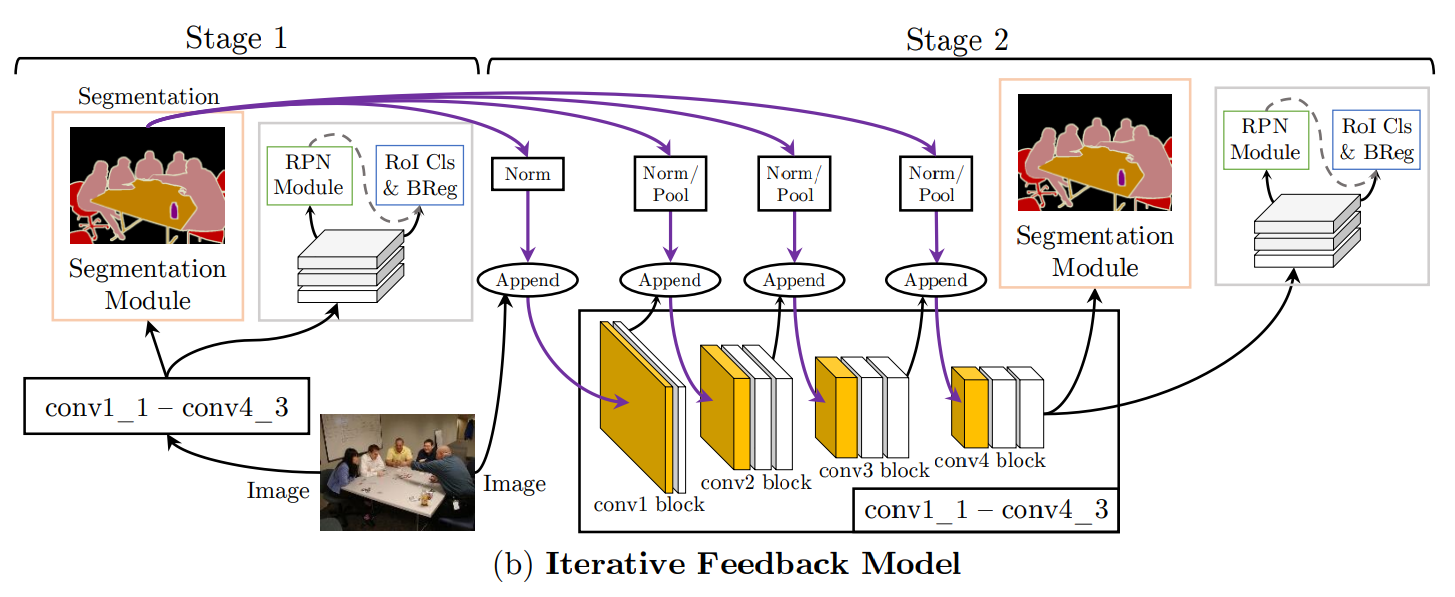 Stage 1
Stage 2
Segmentation
RPN
Module
RoI Cls
& BReg
Segmentation
Module
conv1_1 – conv4_3
Image
Image
Norm
Norm/
Pool
Norm/
Pool
Norm/
Pool
Append
Append
Append
Append
conv1 block
conv2 block
conv3 block
conv4 block
conv1_1 – conv4_3
Segmentation
Module
RPN
Module
RoI Cls
& BReg
(b) Iterative Feedback Model